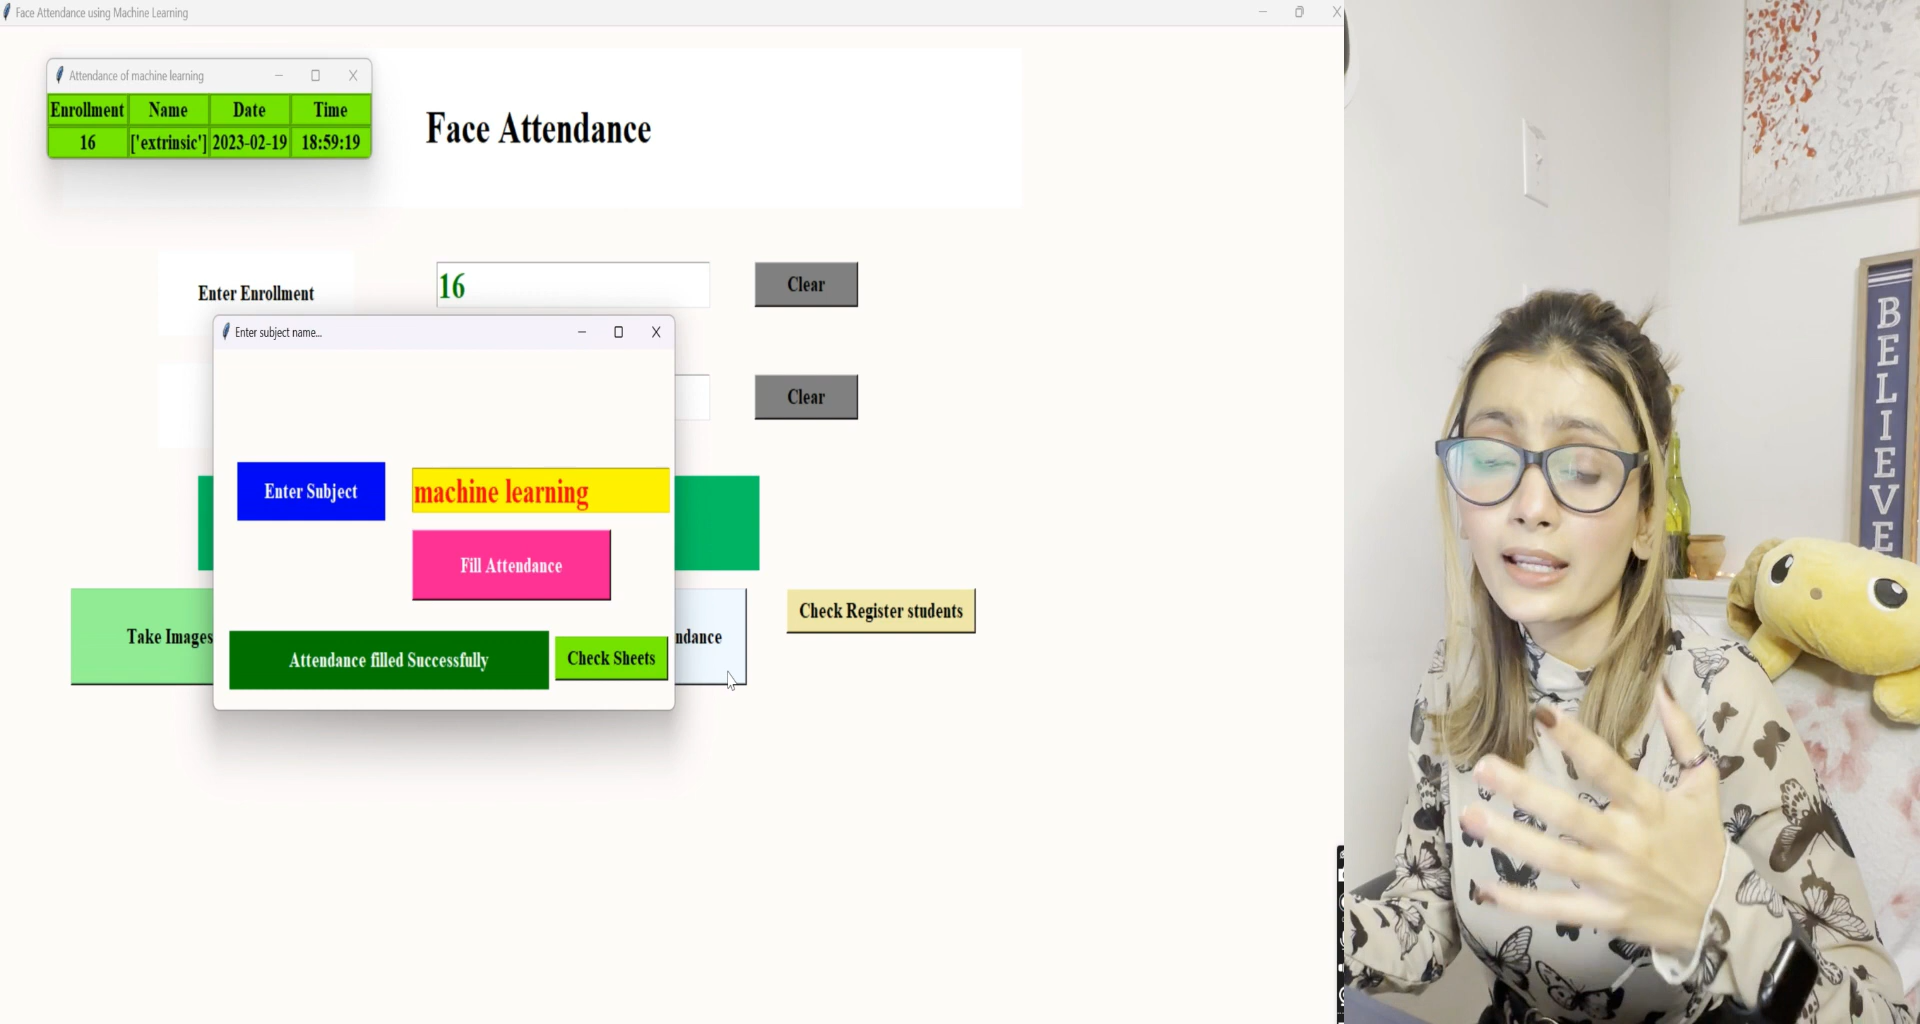 Face Attendance using Machine Learning
Attendance of machine learning
Enrollment Name Date Time
16 ['extrinsic'] 2023-02-19 18:59:19
Face Attendance
Enter Enrollment
16
Clear
Enter subject name...
Clear
Enter Subject
machine learning
Fill Attendance
Take Images
ndance
Check Register students
Attendance filled Successfully
Check Sheets
BELIEVE